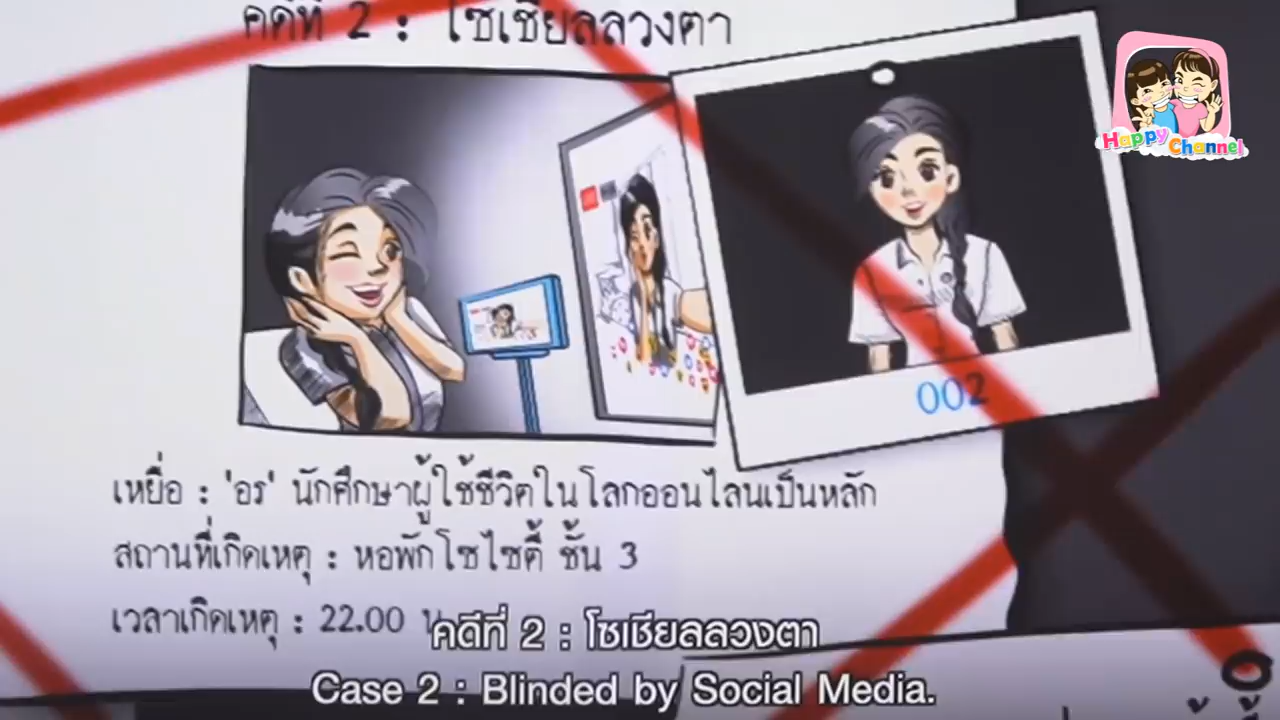 คดีที่ 2 : โซเชียลลวงตา
Happy Channel
002
เหยื่อ : 'อร' นักศึกษาผู้ใช้ชีวิตในโลกออนไลน์เป็นหลัก
สถานที่เกิดเหตุ : หอพักโซไซตี้ ชั้น 3
เวลาเกิดเหตุ : 22.00 น
คดีที่ 2 : โซเชียลลวงตา
Case 2 : Blinded by Social Media.